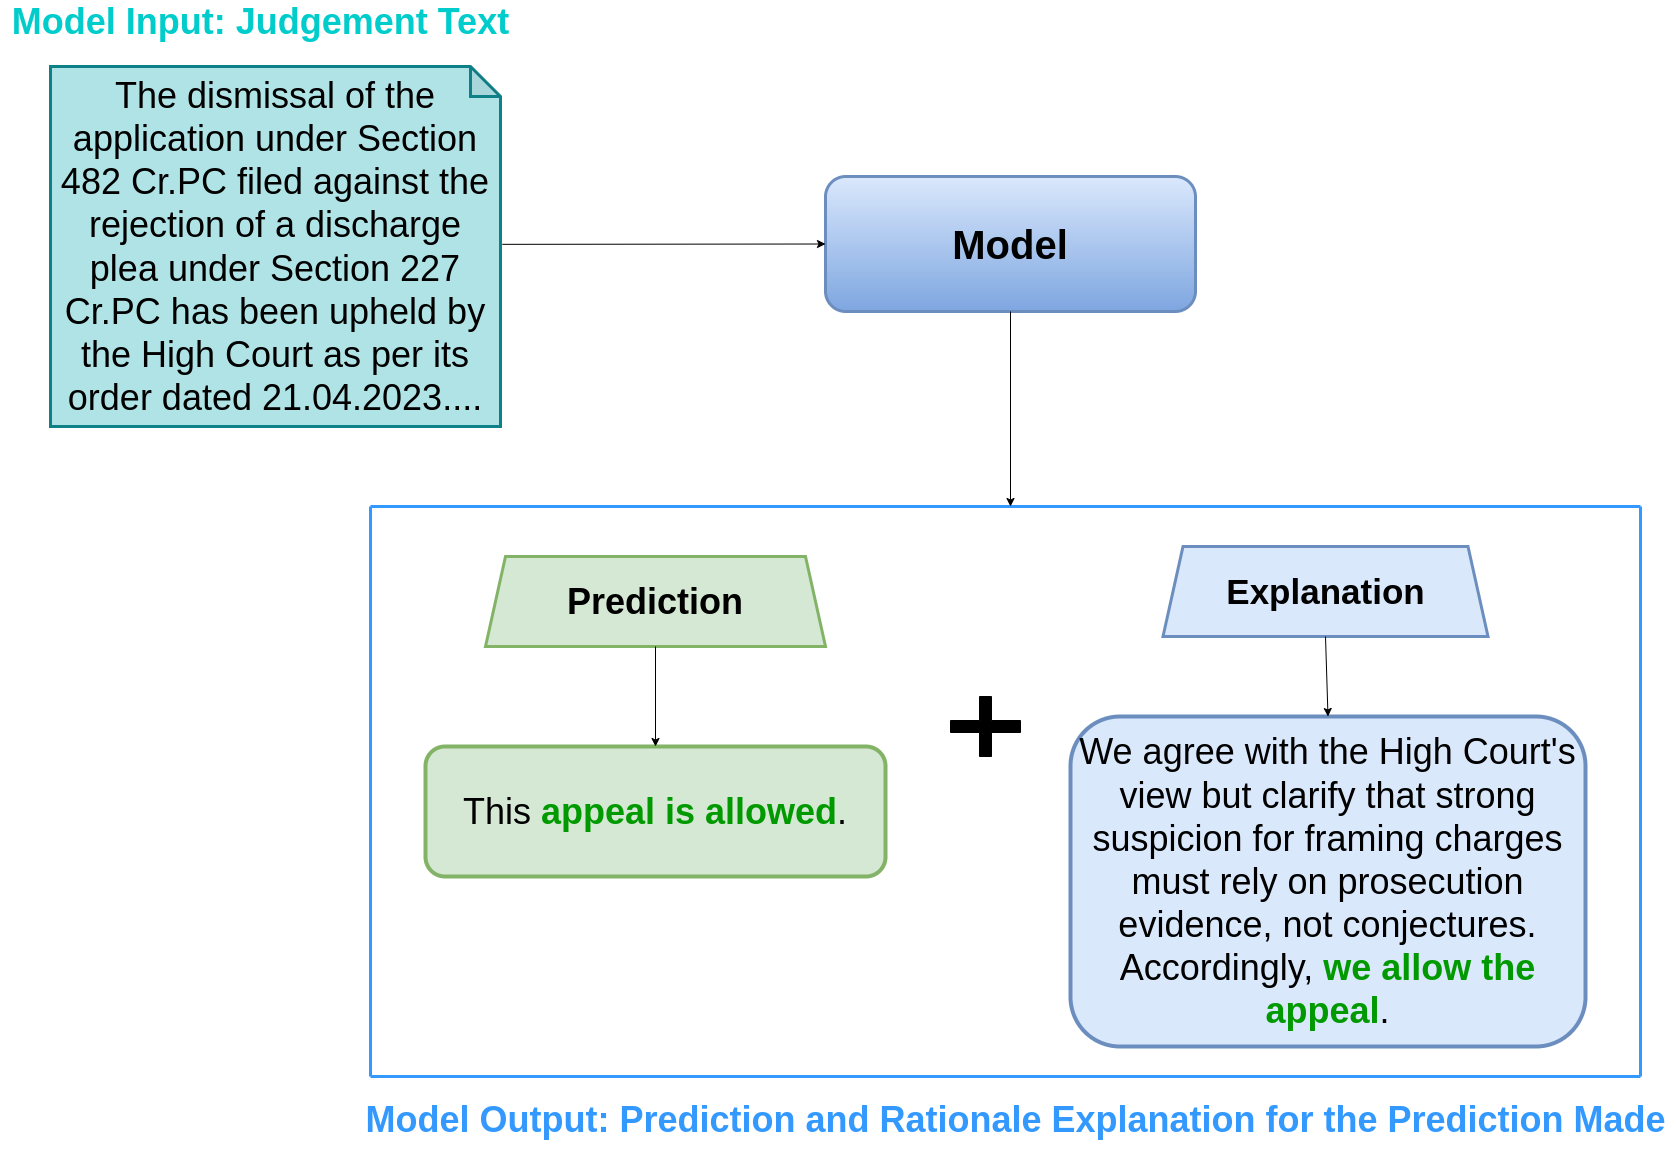 Model Input: Judgement Text
The dismissal of the
application under Section
482 Cr.PC filed against the
rejection of a discharge
plea under Section 227
Cr.PC has been upheld by
the High Court as per its
order dated 21.04.2023....
Model
Prediction
This appeal is allowed.
Explanation
We agree with the High Court's
view but clarify that strong
suspicion for framing charges
must rely on prosecution
evidence, not conjectures.
Accordingly, we allow the
appeal.
Model Output: Prediction and Rationale Explanation for the Prediction Made